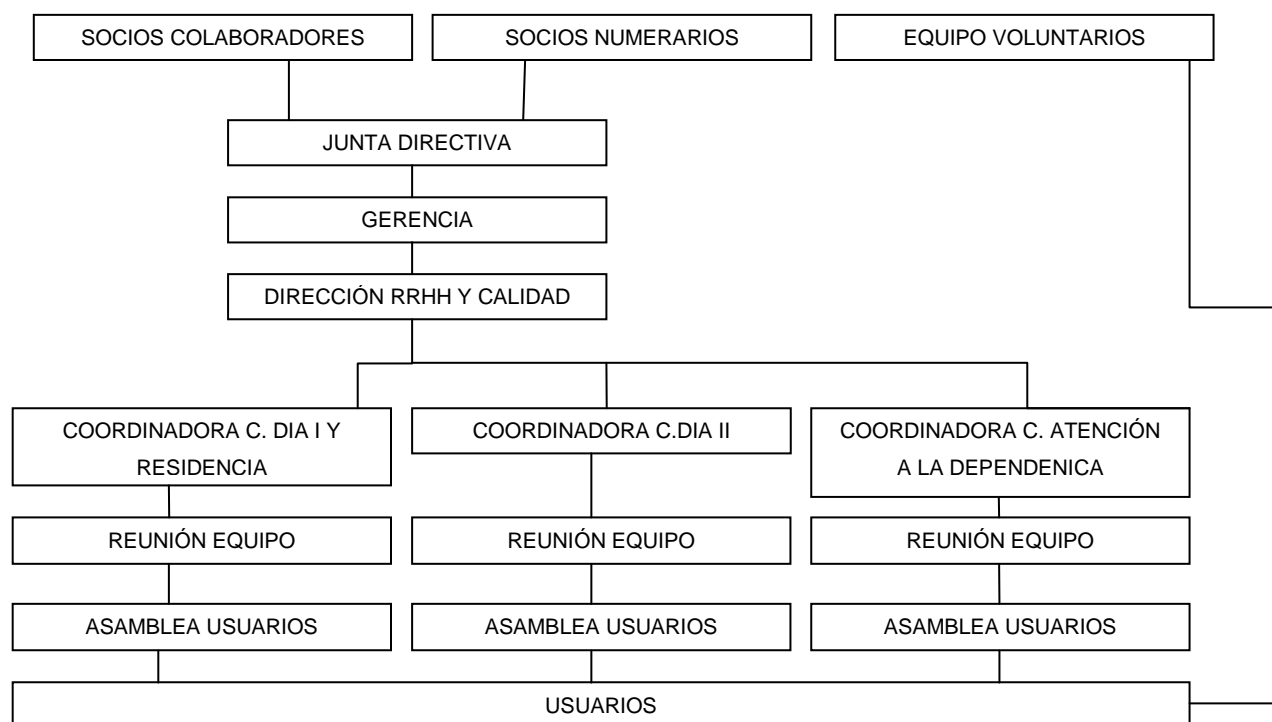 SOCIOS COLABORADORES
SOCIOS NUMERARIOS
EQUIPO VOLUNTARIOS
JUNTA DIRECTIVA
GERENCIA
DIRECCIÓN RRHH Y CALIDAD
COORDINADORA C. DIA I Y
RESIDENCIA
COORDINADORA C.DIA II
COORDINADORA C. ATENCIÓN
A LA DEPENDENICA
REUNIÓN EQUIPO
REUNIÓN EQUIPO
REUNIÓN EQUIPO
ASAMBLEA USUARIOS
ASAMBLEA USUARIOS
ASAMBLEA USUARIOS
USUARIOS